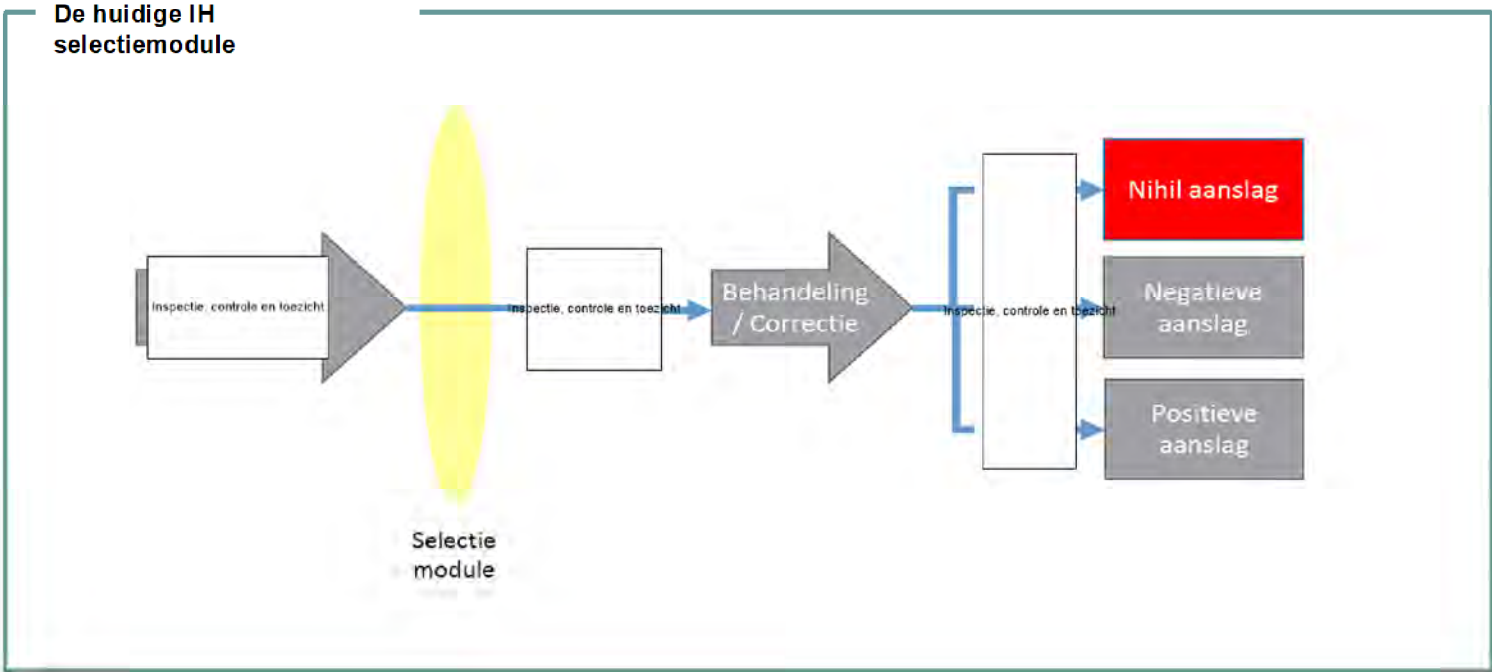 De huidige IH
selectiemodule
Inspectie, controle en toezicht
Selectie
module
Inspectie, controle en toezicht
Behandeling
/ Correctie
Inspectie, controle en toezicht
Nihil aanslag
Negatieve
aanslag
Positieve
aanslag